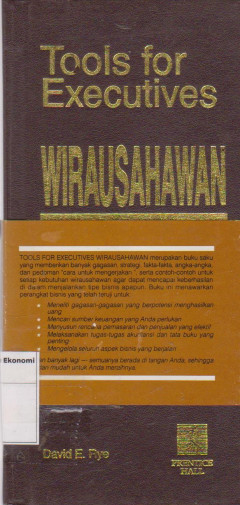 Tools for
Executives
WIRAUSAHAWAN
TOOLS FOR EXECUTIVES WIRAUSAHAWAN merupakan buku saku
yang memberikan banyak gagasan, strategi, fakta-fakta, angka-angka,
dan pedoman "cara untuk mengerjakan", serta contoh-contoh untuk
setiap kebutuhan wirausahawan agar dapat mencapai keberhasilan
di dalam menjalankan tipe bisnis apapun. Buku ini menawarkan
perangkat bisnis yang telah teruji untuk:
Memilih gagasan-gagasan yang berpotensi menghasilkan
uang
Mencari sumber keuangan yang Anda perlukan
Menyusun rencana pemasaran dan penjualan yang efektif
Melaksanakan tugas-tugas akuntansi dan tata buku yang
penting
Mengelola seluruh aspek bisnis yang berjalan
an banyak lagi — semuanya berada di tangan Anda, sehingga
an mudah untuk Anda meraihnya.
Ekonomi
David E. Rye
PRENTICE
HALL